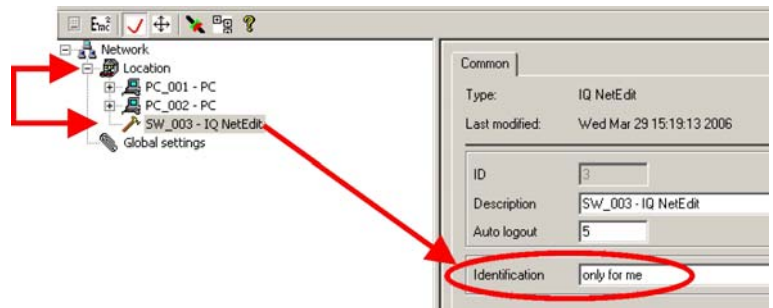 Network
Location
PC_001 - PC
PC_002 - PC
SW_003 - IQ NetEdit
Global settings
Common
Type: IQ NetEdit
Last modified: Wed Mar 29 15:19:13 2006
ID 3
Description SW_003 - IQ NetEdit
Auto logout 5
Identification only for me